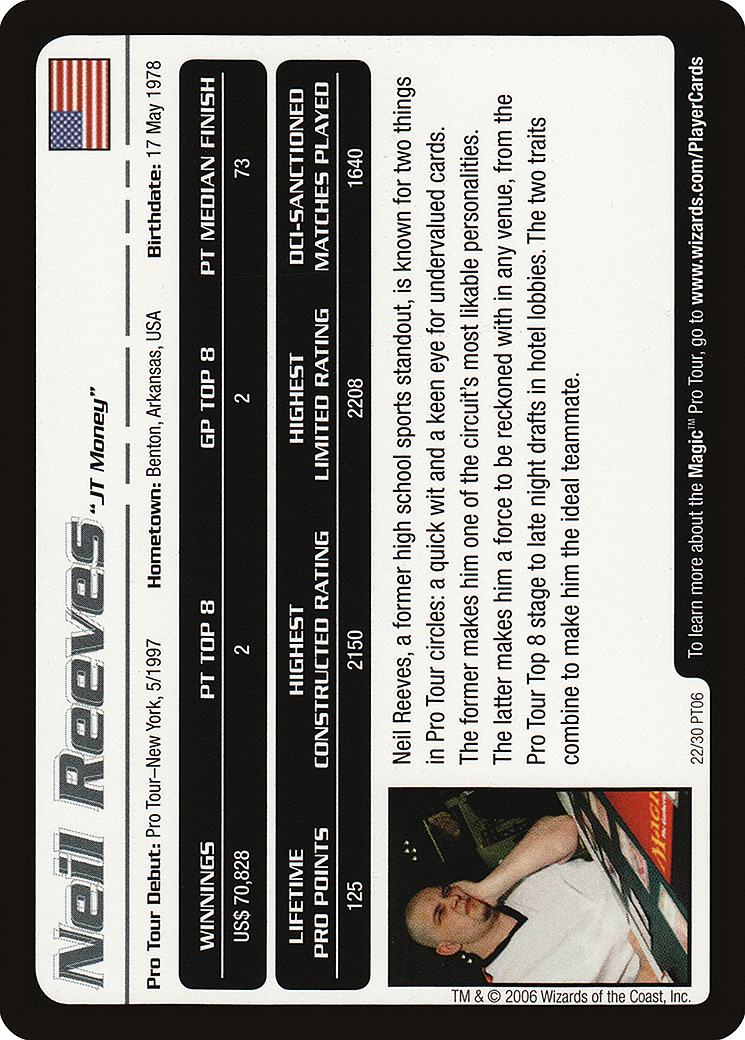 Neil Reeves "JT Money"
Pro Tour Debut: Pro Tour–New York, 5/1997 Hometown: Benton, Arkansas, USA Birthdate: 17 May 1978
WINNINGS PT TOP 8 GP TOP 8 PT MEDIAN FINISH
US$ 70,828 2 2 73
LIFETIME HIGHEST HIGHEST DCI-SANCTIONED
PRO POINTS CONSTRUCTED RATING LIMITED RATING MATCHES PLAYED
125 2150 2208 1640
Neil Reeves, a former high school sports standout, is known for two things
in Pro Tour circles: a quick wit and a keen eye for undervalued cards.
The former makes him one of the circuit's most likable personalities.
The latter makes him a force to be reckoned with in any venue, from the
Pro Tour Top 8 stage to late night drafts in hotel lobbies. The two traits
combine to make him the ideal teammate.
MAGIC
TM & © 2006 Wizards of the Coast, Inc.
22/30 PT06
To learn more about the Magic™ Pro Tour, go to www.wizards.com/PlayerCards